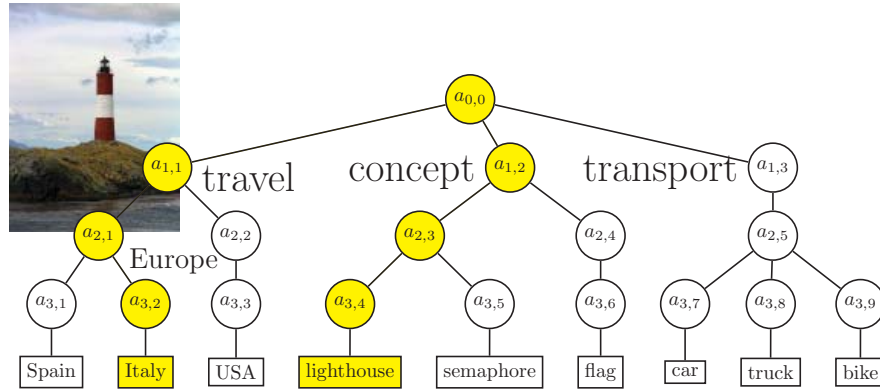 a0,0
a1,1 travel concept a1,2 transport a1,3
a2,1 Europe a2,2 a2,3 a2,4 a2,5
a3,1 a3,2 a3,3 a3,4 a3,5 a3,6 a3,7 a3,8 a3,9
Spain Italy USA lighthouse semaphore flag car truck bike